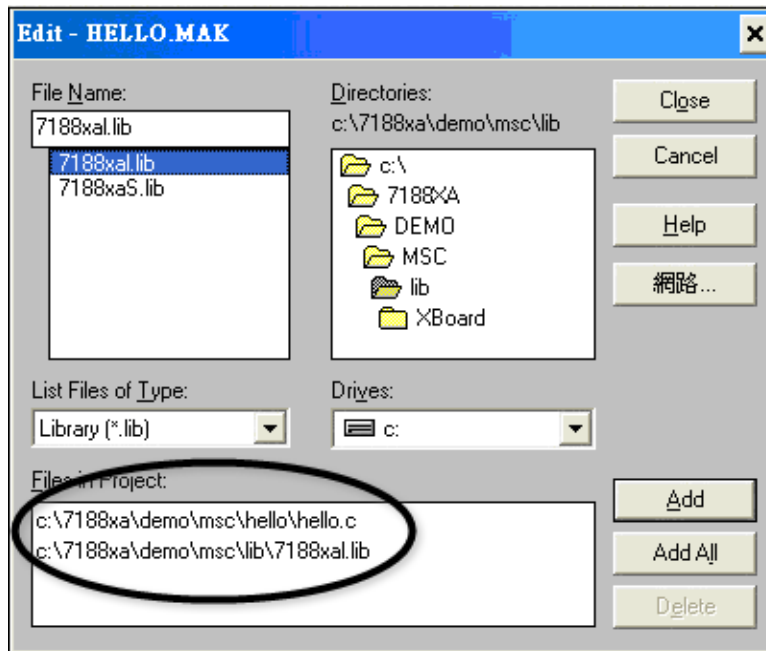 Edit - HELLO.MAK
File Name:
7188xal.lib
7188xal.lib
7188xaS.lib
Directories:
c:\7188xa\demo\msc\lib
c:\
7188XA
DEMO
MSC
lib
XBoard
Close
Cancel
Help
網路...
List Files of Type:
Library (*.lib)
Drives:
c:
Files in Project:
c:\7188xa\demo\msc\hello\hello.c
c:\7188xa\demo\msc\lib\7188xal.lib
Add
Add All
Delete